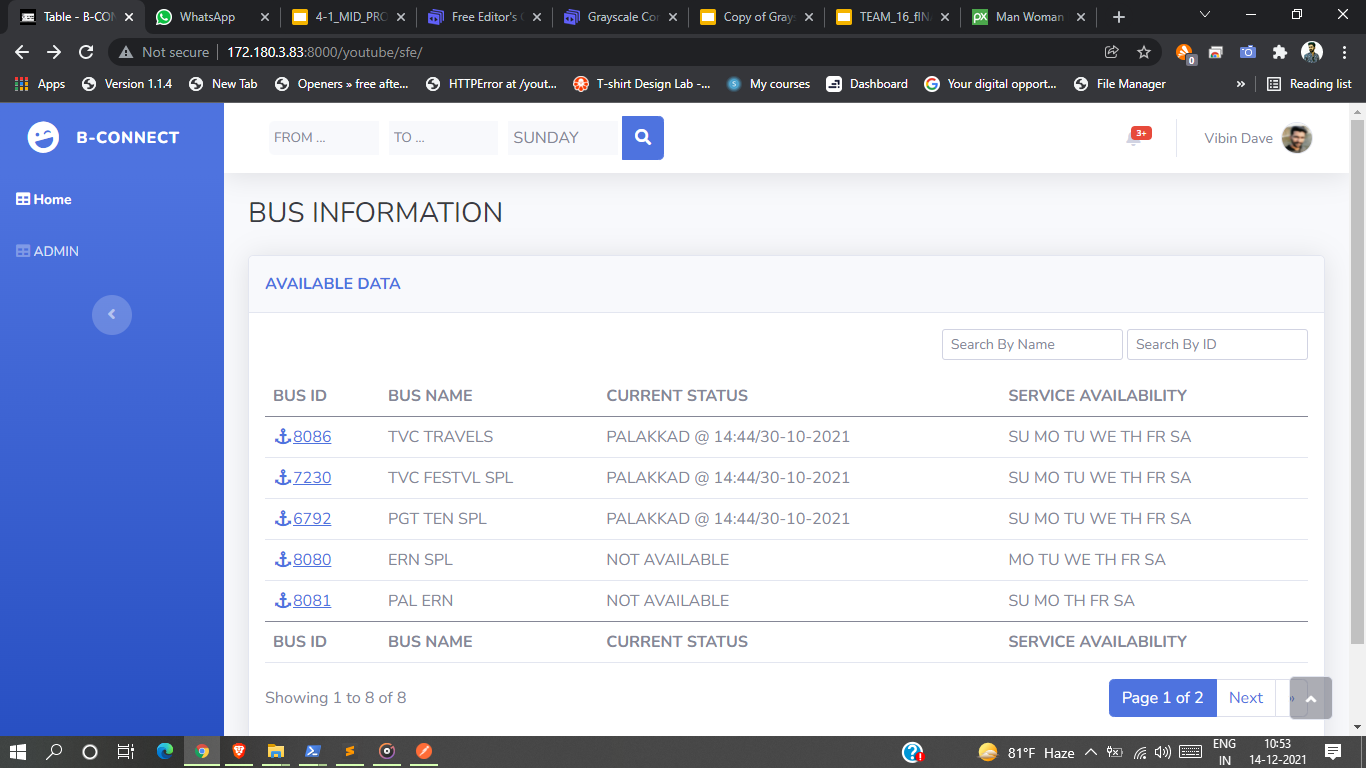 Table - B-CON
WhatsApp
4-1_MID_PRO
Free Editor's C
Grayscale Cor
Copy of Gray
TEAM_16_fIN
Man Woman
Not secure
172.180.3.83:8000/youtube/sfe/
0
Apps
Version 1.1.4
New Tab
Openers » free afte...
HTTPError at /yout...
T-shirt Design Lab -...
My courses
Dashboard
Your digital opport...
File Manager
»
Reading list
B-CONNECT
FROM ...
TO ...
SUNDAY
3+
Vibin Dave
Home
ADMIN
BUS INFORMATION
AVAILABLE DATA
Search By Name
Search By ID
BUS ID BUS NAME CURRENT STATUS SERVICE AVAILABILITY
8086 TVC TRAVELS PALAKKAD @ 14:44/30-10-2021 SU MO TU WE TH FR SA
7230 TVC FESTVL SPL PALAKKAD @ 14:44/30-10-2021 SU MO TU WE TH FR SA
6792 PGT TEN SPL PALAKKAD @ 14:44/30-10-2021 SU MO TU WE TH FR SA
8080 ERN SPL NOT AVAILABLE MO TU WE TH FR SA
8081 PAL ERN NOT AVAILABLE SU MO TH FR SA
BUS ID BUS NAME CURRENT STATUS SERVICE AVAILABILITY
Showing 1 to 8 of 8
Page 1 of 2
Next
81°F Haze
ENG
IN
10:53
14-12-2021